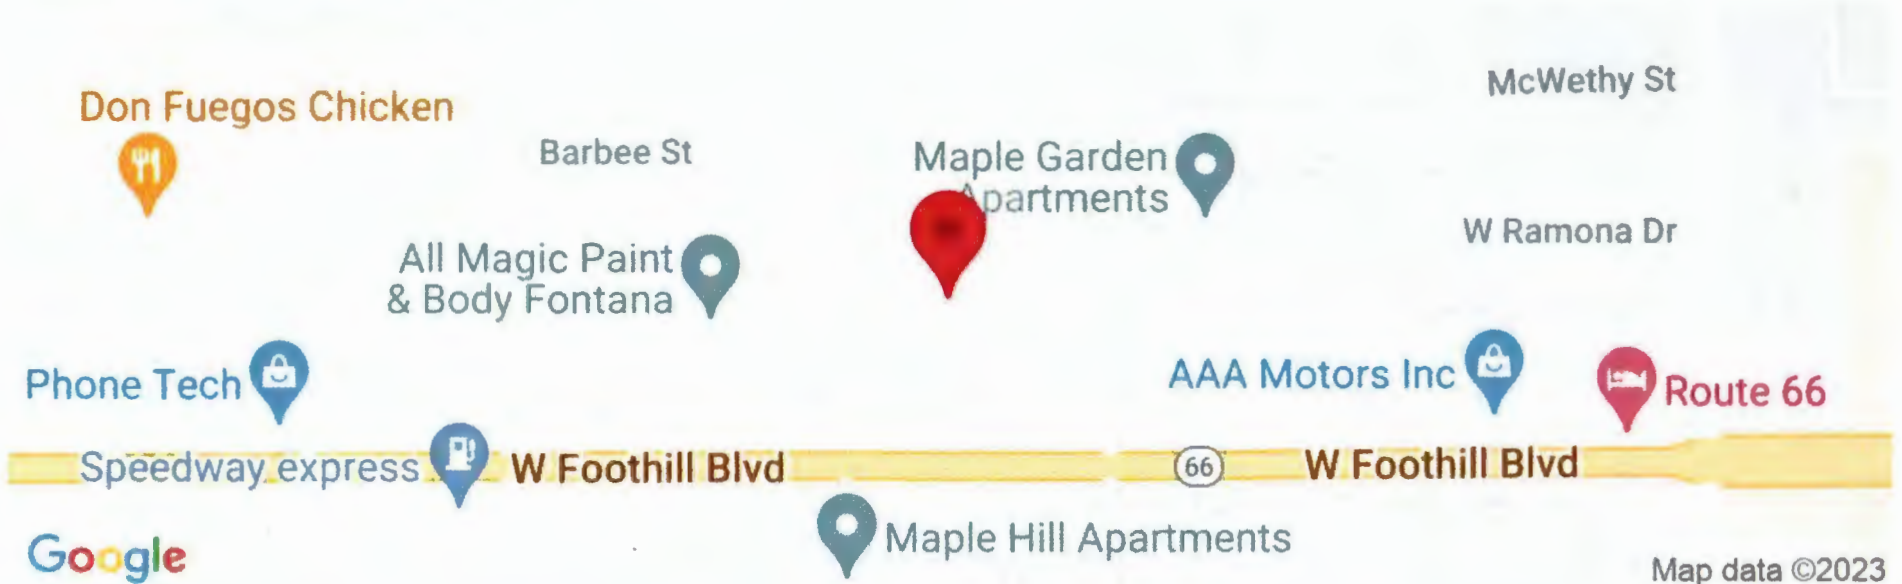 McWethy St
Don Fuegos Chicken
Barbee St
Maple Garden
Apartments
W Ramona Dr
All Magic Paint
& Body Fontana
Phone Tech
AAA Motors Inc
Route 66
Speedway express
W Foothill Blvd
66
W Foothill Blvd
Maple Hill Apartments
Google
Map data ©2023